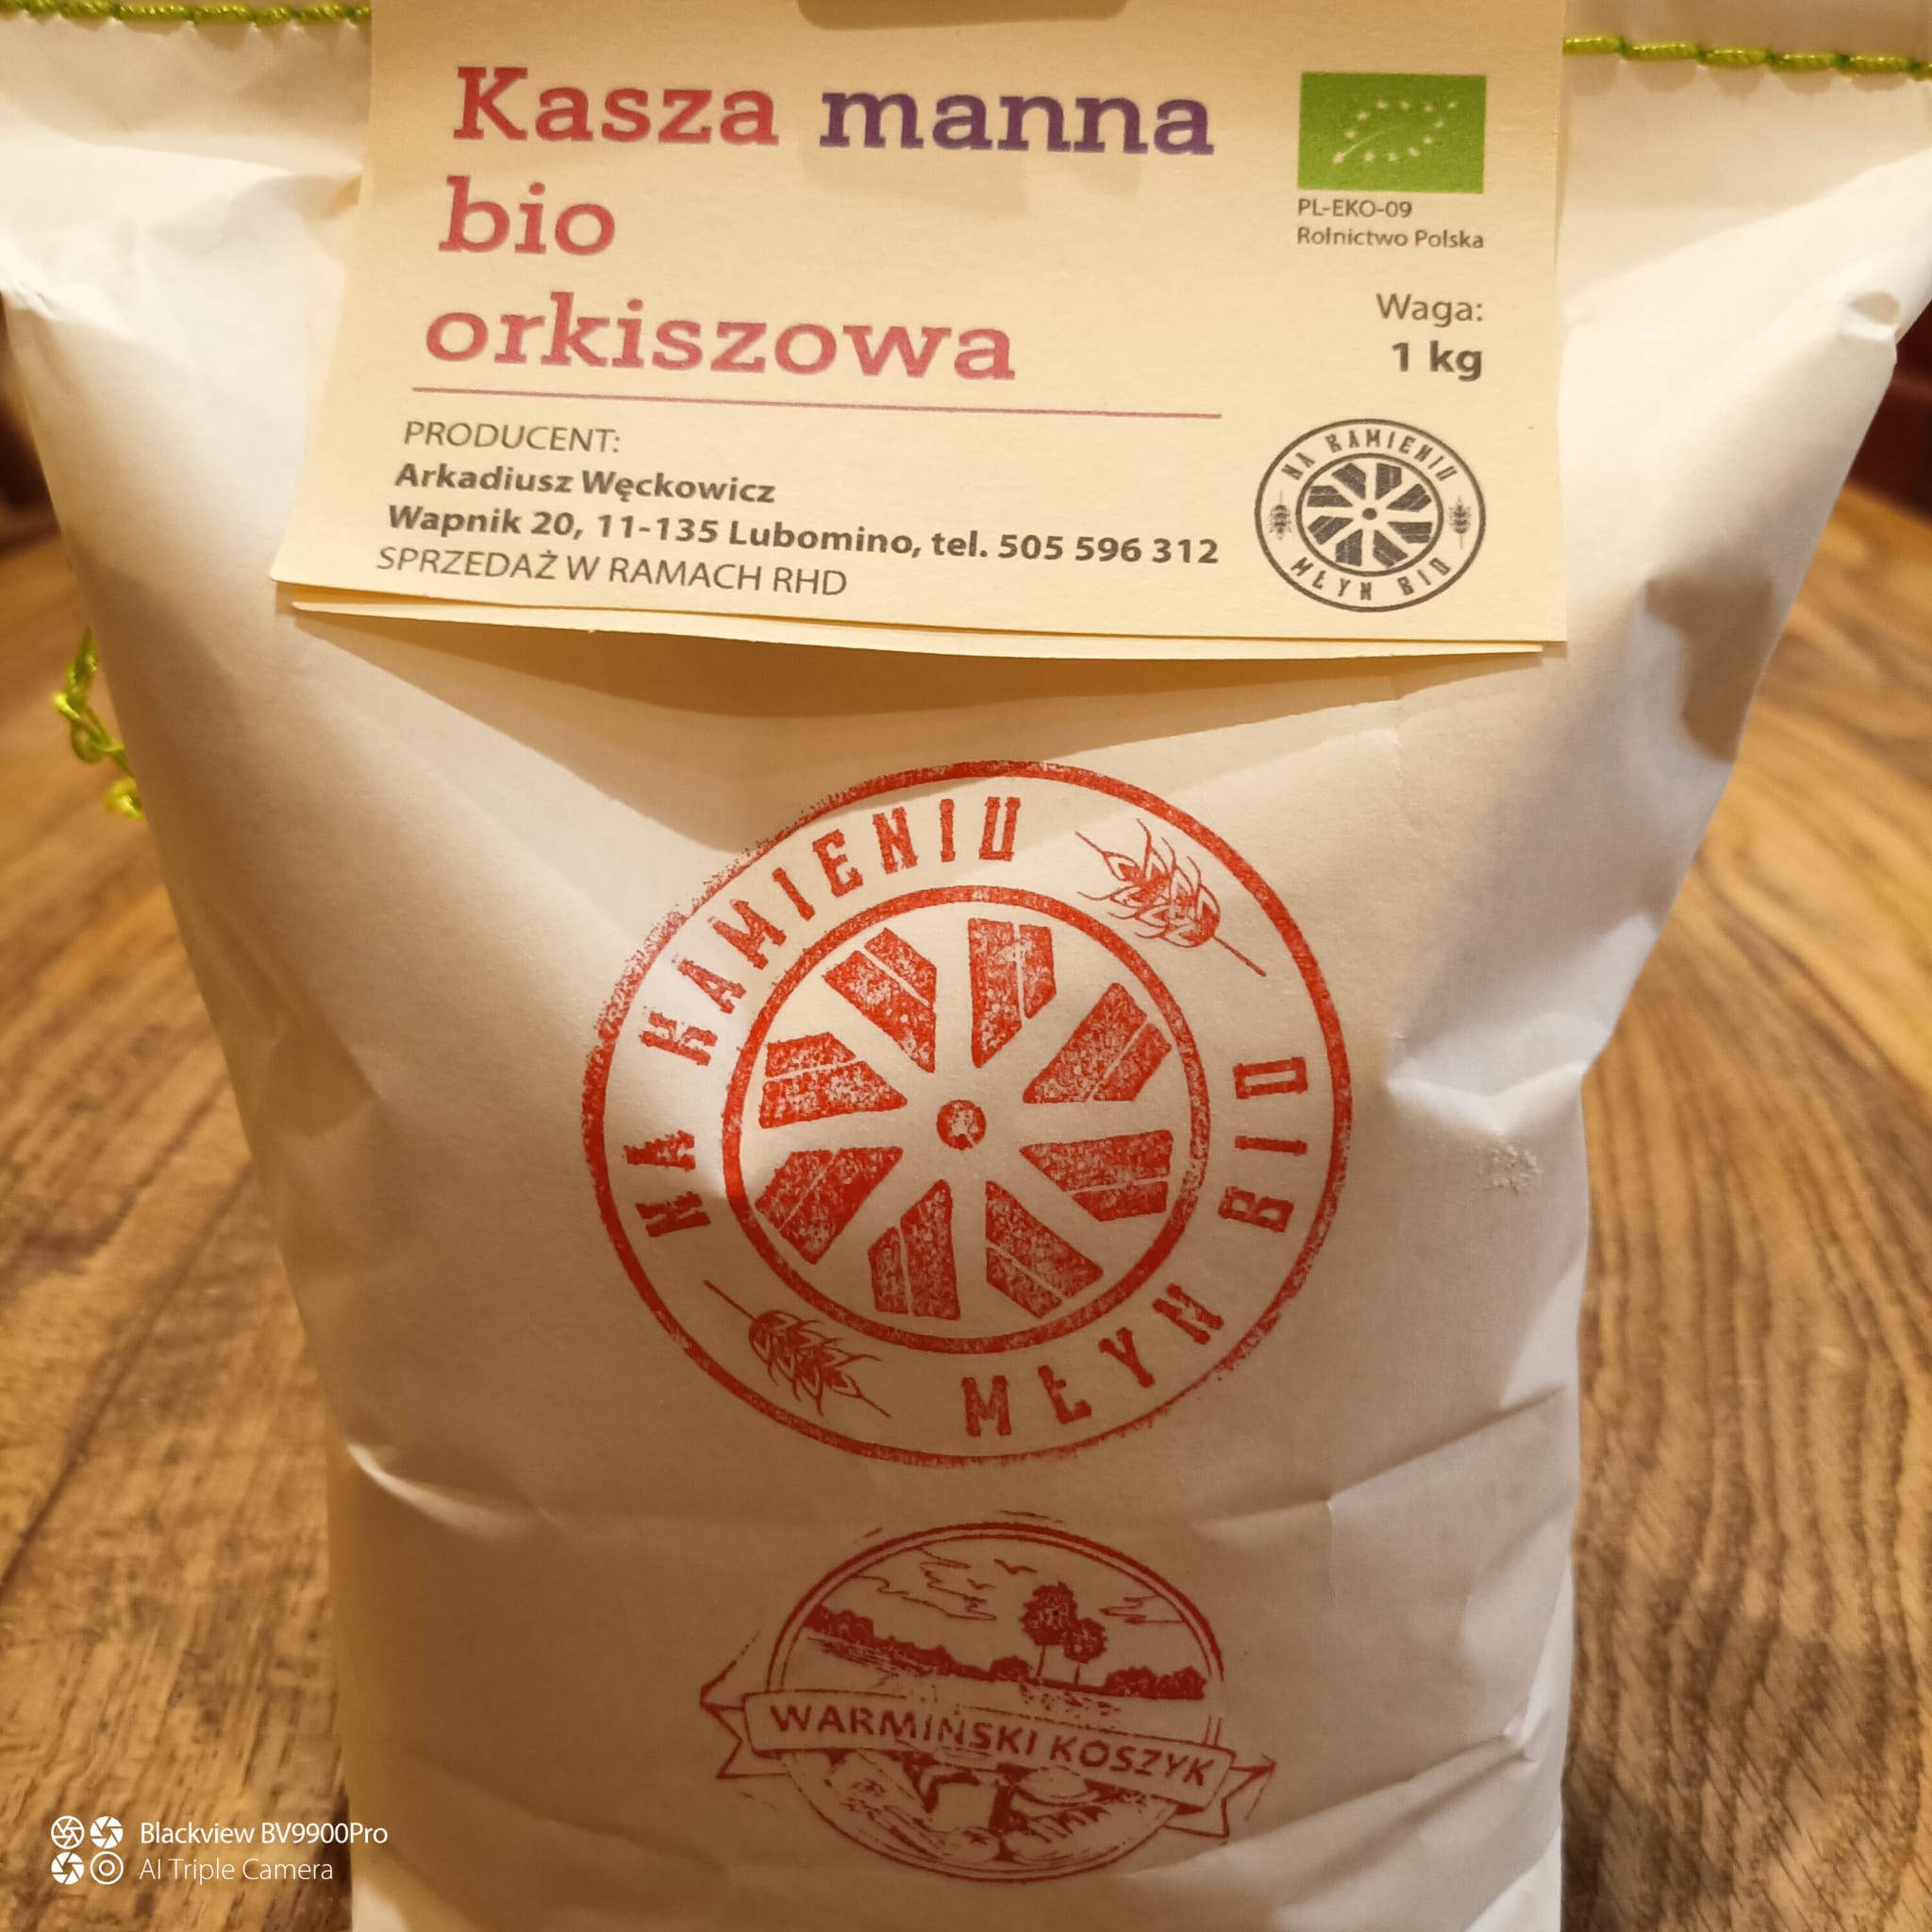 Kasza manna
bio
orkiszowa
PL-EKO-09
Rolnictwo Polska
Waga:
1 kg
PRODUCENT:
Arkadiusz Węckowicz
Wapnik 20, 11-135 Lubomino, tel. 505 596 312
SPRZEDAŻ W RAMACH RHD
NA KAMIENIU
MŁYN BIO
NA KAMIENIU
MŁYN BIO
WARMIŃSKI KOSZYK
Blackview BV9900Pro
AI Triple Camera